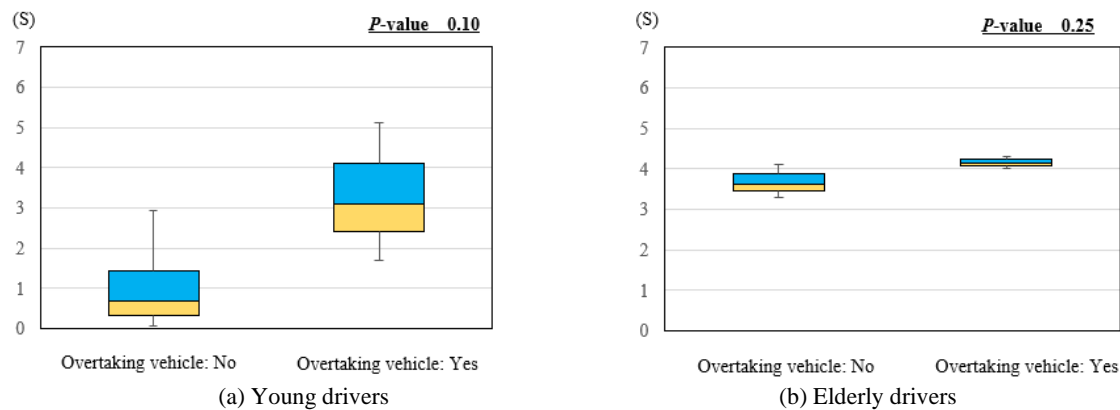 (S)
P-value 0.10
7
6
5
4
3
2
1
0
Overtaking vehicle: No
Overtaking vehicle: Yes
(a) Young drivers
(S)
P-value 0.25
7
6
5
4
3
2
1
0
Overtaking vehicle: No
Overtaking vehicle: Yes
(b) Elderly drivers